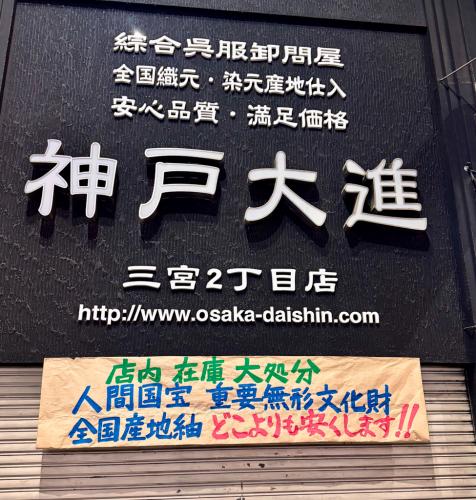 綜合呉服卸問屋
全国織元・染元産地仕入
安心品質・満足価格
神戸大進
三宮2丁目店
http://www.osaka-daishin.com
店内 在庫 大処分
人間国宝 重要無形文化財
全国産地紬 どこよりも安くします!!